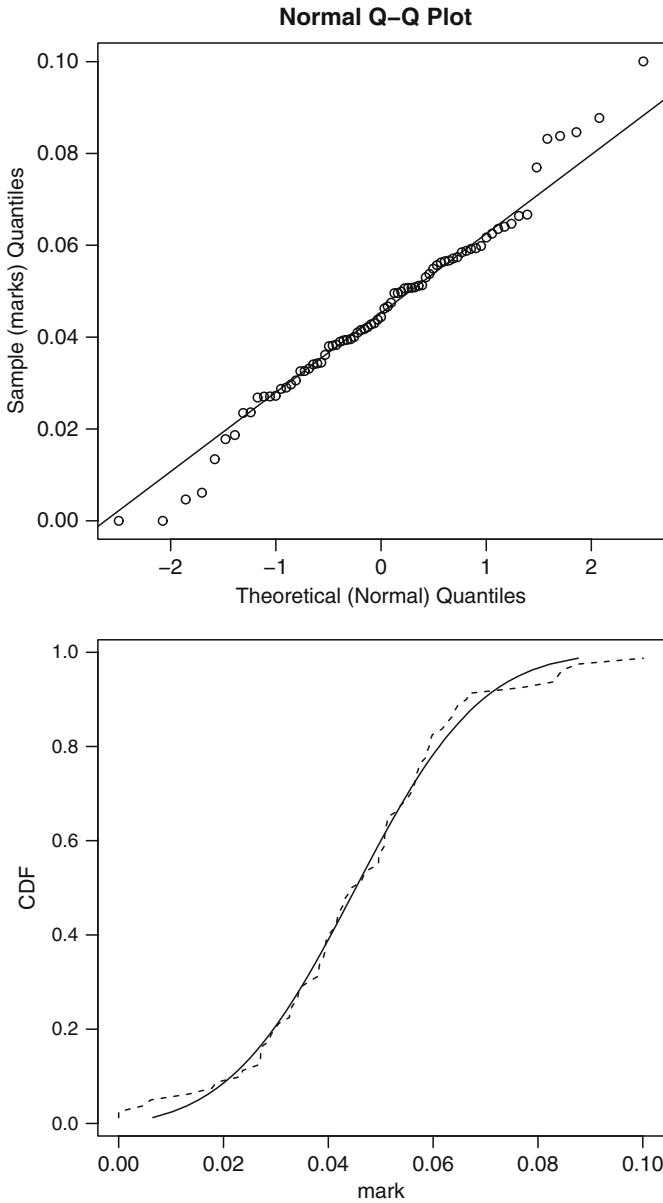 Normal Q–Q Plot
0.10
0.08
0.06
0.04
0.02
0.00
Sample (marks) Quantiles
−2 −1 0 1 2
Theoretical (Normal) Quantiles
1.0
0.8
0.6
0.4
0.2
0.0
CDF
0.00 0.02 0.04 0.06 0.08 0.10
mark